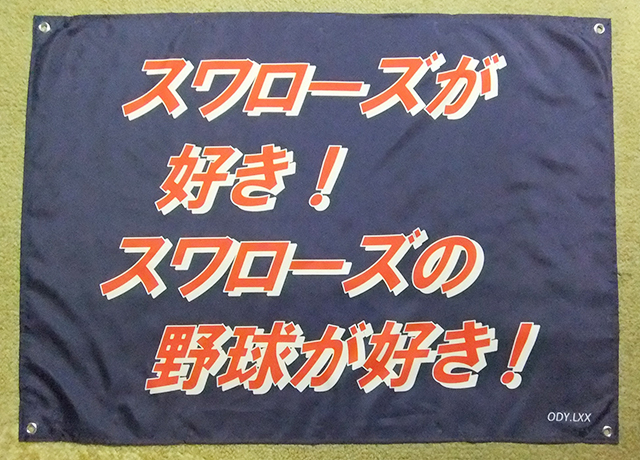 スワローズが
好き！
スワローズの
野球が好き！
ODY.LXX